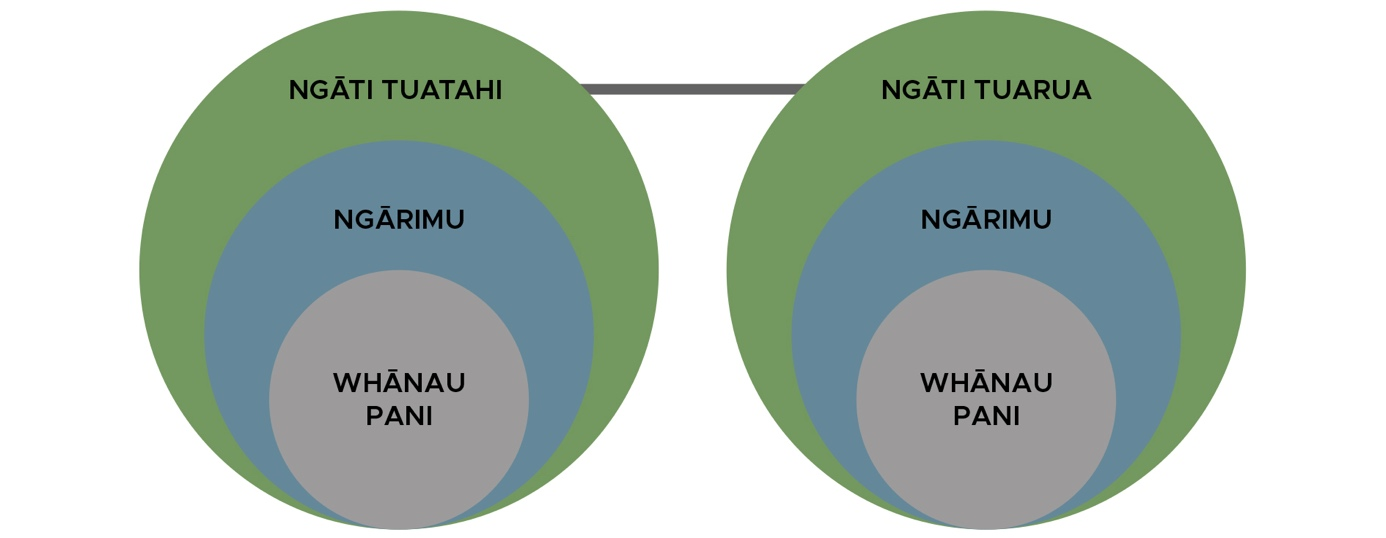 NGĀTI TUATAHI
NGĀRIMU
WHĀNAU
PANI
NGĀTI TUARUA
NGĀRIMU
WHĀNAU
PANI